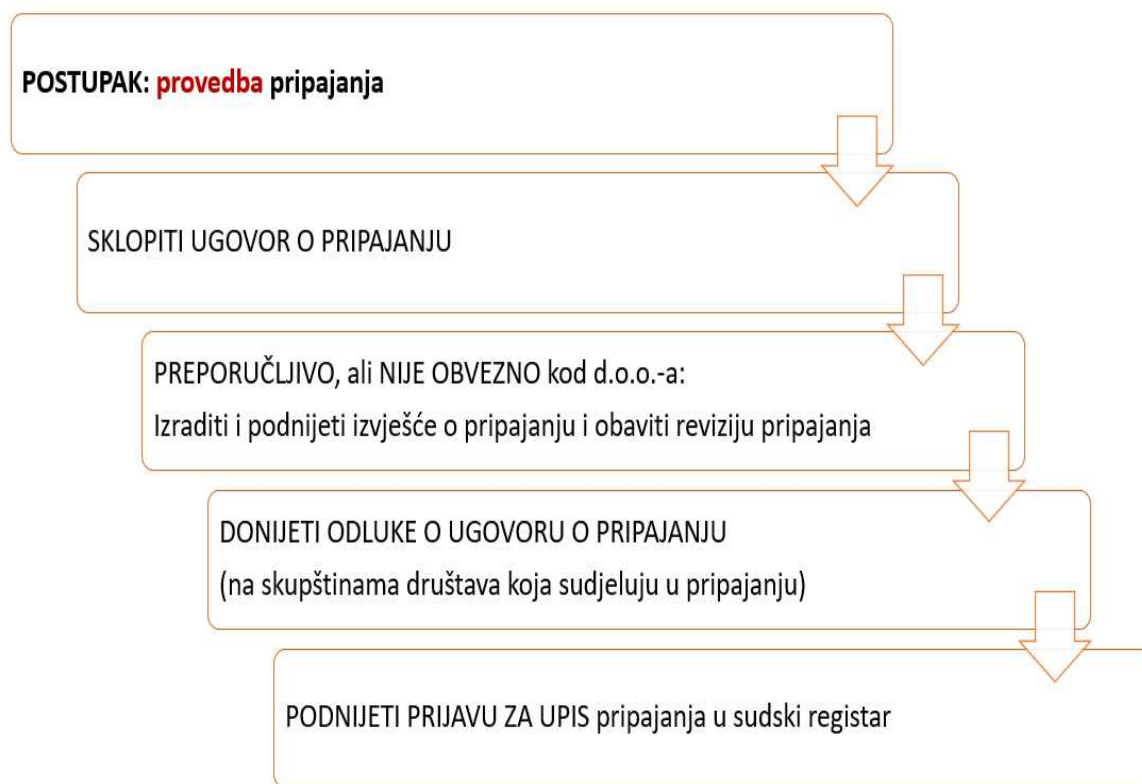 POSTUPAK: provedba pripajanja
SKLOPITI UGOVOR O PRIPAJANJU
PREPORUČLJIVO, ali NIJE OBVEZNO kod d.o.o.-a:
Izraditi i podnijeti izvješće o pripajanju i obaviti reviziju pripajanja
DONIJETI ODLUKE O UGOVORU O PRIPAJANJU
(na skupštinama društava koja sudjeluju u pripajanju)
PODNIJETI PRIJAVU ZA UPIS pripajanja u sudski registar